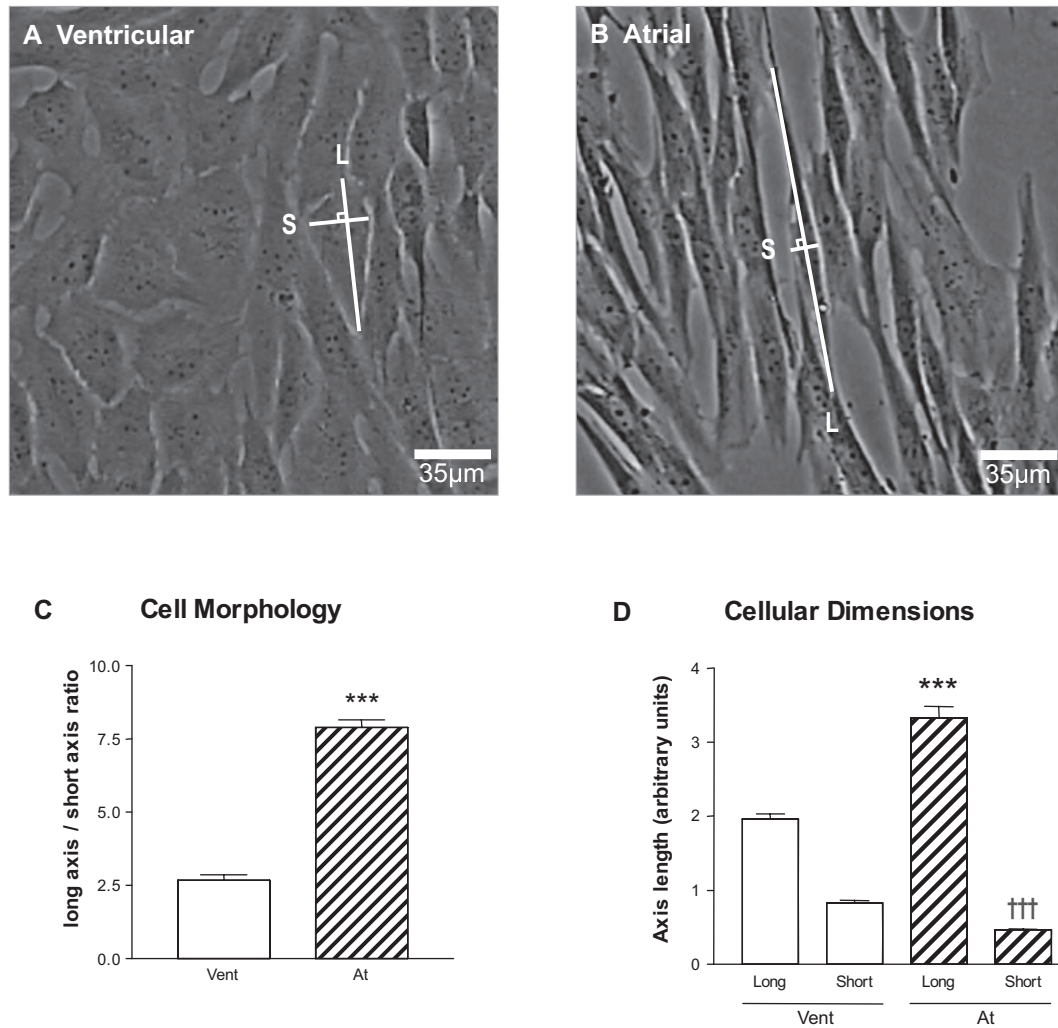 A Ventricular
L
S
35µm
B Atrial
S
L
35µm
C Cell Morphology
long axis / short axis ratio
10.0
7.5
5.0
2.5
0.0
***
Vent
At
D Cellular Dimensions
Axis length (arbitrary units)
4
3
2
1
0
***
†††
Long Short Long Short
Vent At